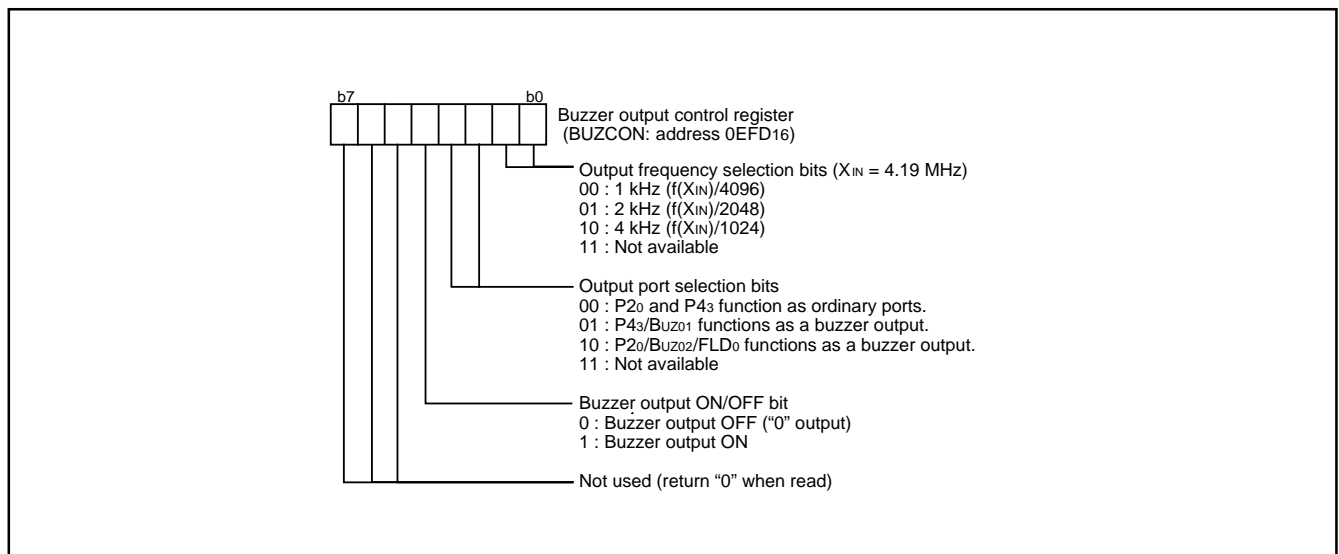 b7 b0
Buzzer output control register
(BUZCON: address 0EFD16)
Output frequency selection bits (XIN = 4.19 MHz)
00 : 1 kHz (f(XIN)/4096)
01 : 2 kHz (f(XIN)/2048)
10 : 4 kHz (f(XIN)/1024)
11 : Not available
Output port selection bits
00 : P20 and P43 function as ordinary ports.
01 : P43/BUZ01 functions as a buzzer output.
10 : P20/BUZ02/FLD0 functions as a buzzer output.
11 : Not available
Buzzer output ON/OFF bit
0 : Buzzer output OFF (“0” output)
1 : Buzzer output ON
Not used (return “0” when read)